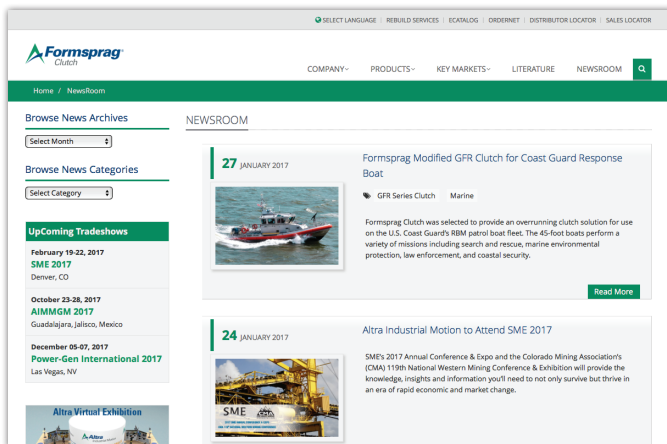 SELECT LANGUAGE | REBUILD SERVICES | ECATALOG | ORDERNET | DISTRIBUTOR LOCATOR | SALES LOCATOR
Formsprag®
Clutch
COMPANY PRODUCTS KEY MARKETS LITERATURE NEWSROOM
Home / NewsRoom
Browse News Archives
Select Month
Browse News Categories
Select Category
UpComing Tradeshows
February 19-22, 2017
SME 2017
Denver, CO
October 23-28, 2017
AIMMGM 2017
Guadalajara, Jalisco, Mexico
December 05-07, 2017
Power-Gen International 2017
Las Vegas, NV
Altra Virtual Exhibition
Altra
NEWSROOM
27 JANUARY 2017
Formsprag Modified GFR Clutch for Coast Guard Response
Boat
GFR Series Clutch Marine
Formsprag Clutch was selected to provide an overrunning clutch solution for use
on the U.S. Coast Guard's RBM patrol boat fleet. The 45-foot boats perform a
variety of missions including search and rescue, marine environmental
protection, law enforcement, and coastal security.
Read More
24 JANUARY 2017
SME
Altra Industrial Motion to Attend SME 2017
SME's 2017 Annual Conference & Expo and the Colorado Mining Association's
(CMA) 119th National Western Mining Conference & Exhibition will provide the
knowledge, insights and information you'll need to not only survive but thrive in
an era of rapid economic and market change.